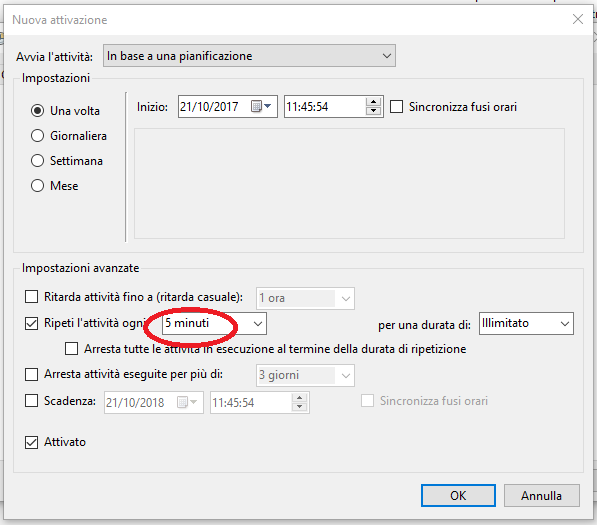 Nuova attivazione
Avvia l'attività: In base a una pianificazione
Impostazioni
Una volta
Inizio: 21/10/2017 11:45:54 Sincronizza fusi orari
Giornaliera
Settimana
Mese
Impostazioni avanzate
Ritarda attività fino a (ritarda casuale): 1 ora
Ripeti l'attività ogni: 5 minuti per una durata di: Illimitato
Arresta tutte le attività in esecuzione al termine della durata di ripetizione
Arresta attività eseguite per più di: 3 giorni
Scadenza: 21/10/2018 11:45:54 Sincronizza fusi orari
Attivato
OK Annulla